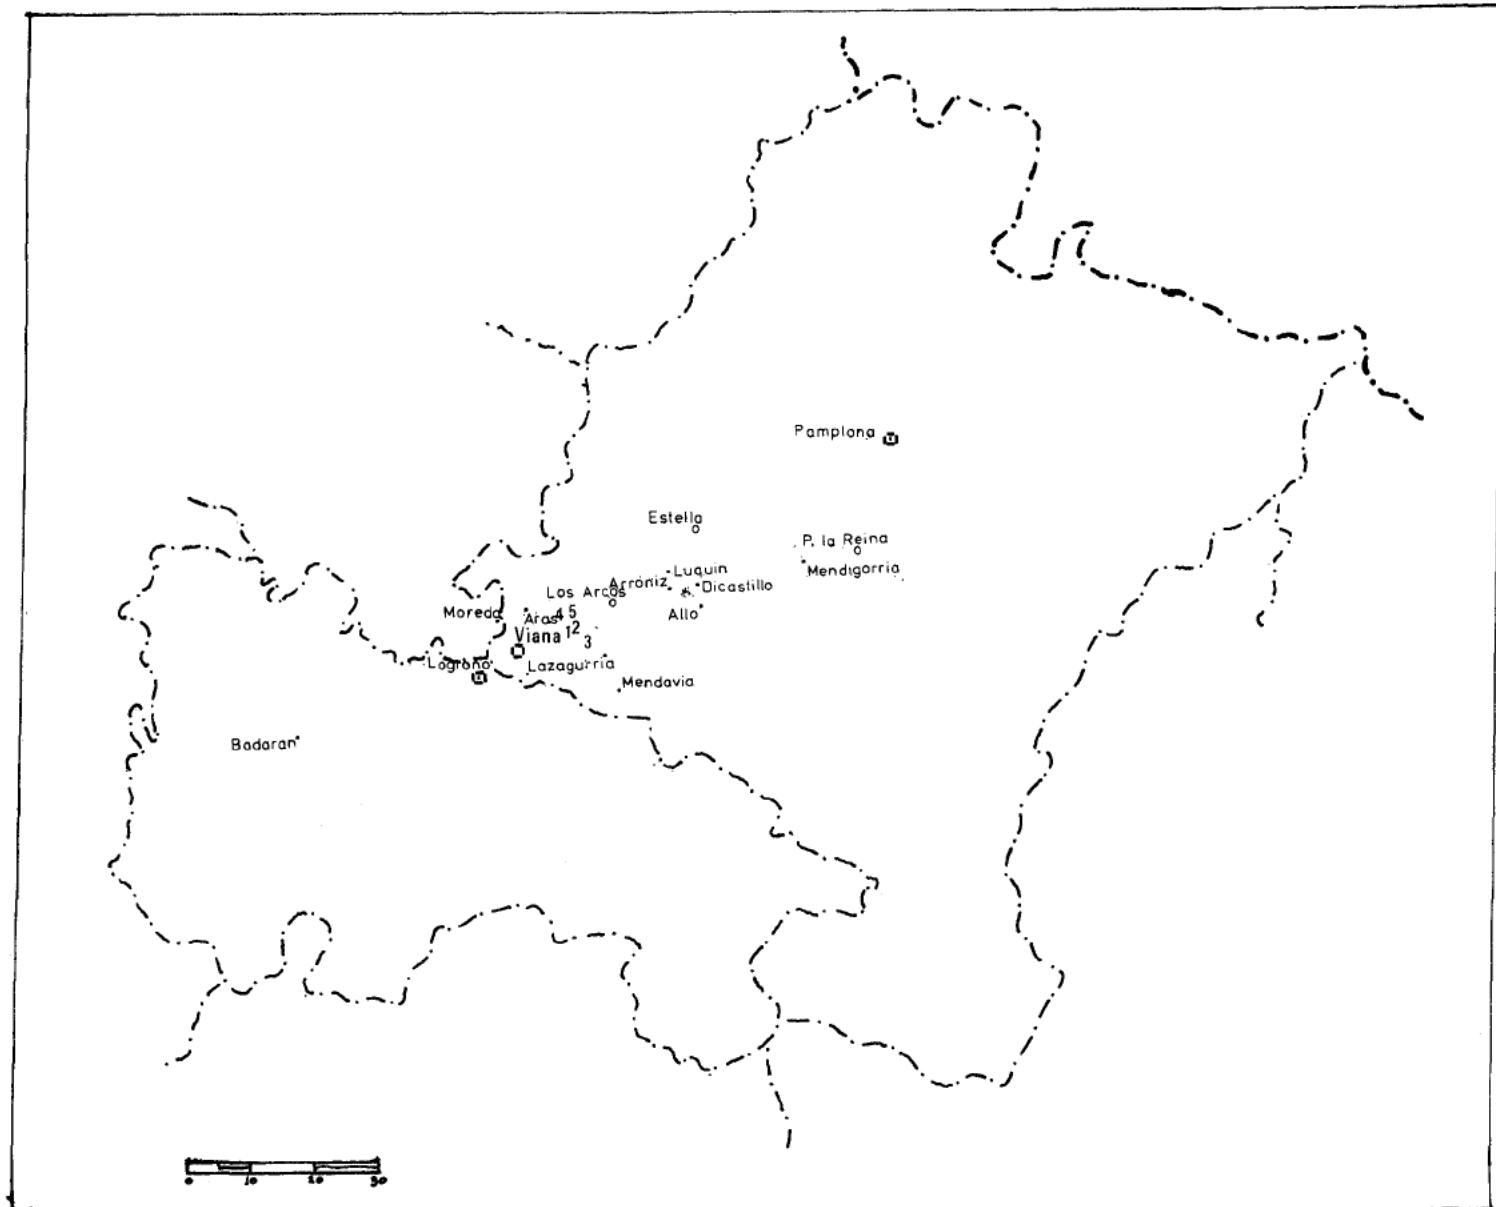 Pamplona
Estella
P. la Reina
Luquin
Mendigorria
Arróniz
Dicastillo
Los Arcos
Allo
Moreda
Aras 4 5
Viana 1 2
3
Logroño
Lazagurria
Mendavia
Badaran
0 10 20 30